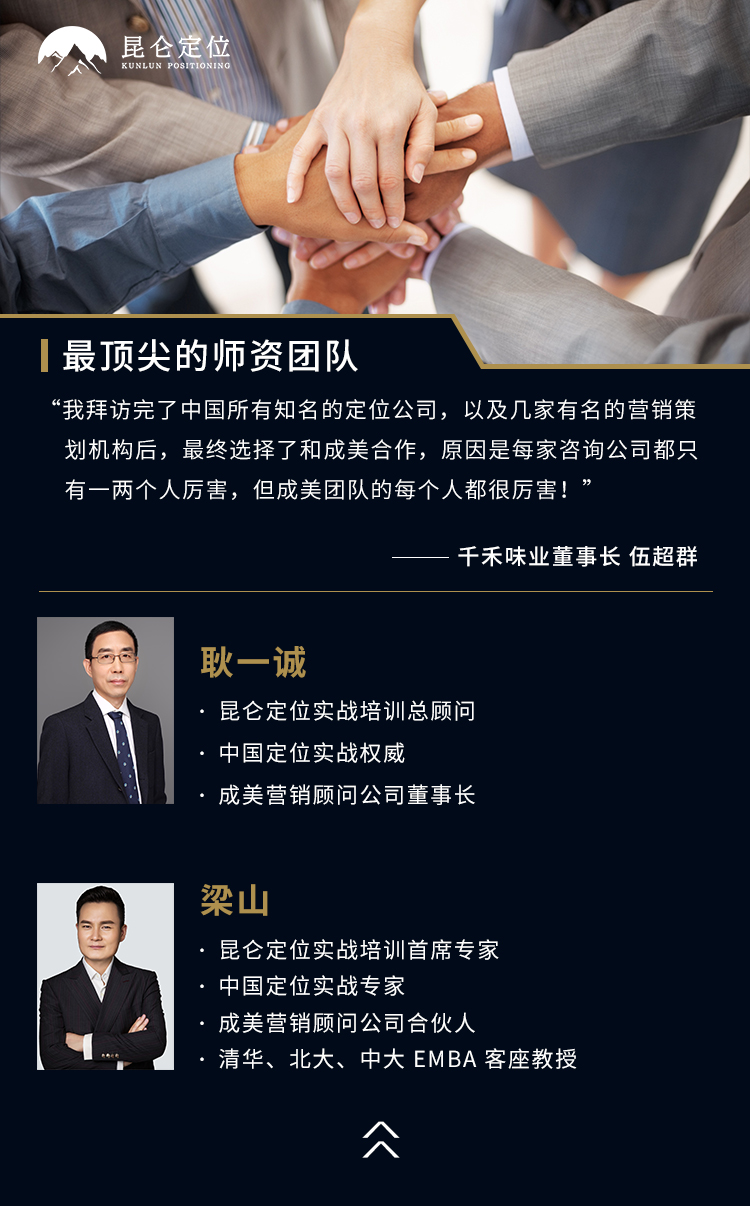 昆仑定位
KUNLUN POSITIONING
最顶尖的师资团队
“我拜访完了中国所有知名的定位公司，以及几家有名的营销策
划机构后，最终选择了和成美合作，原因是每家咨询公司都只
有一两个人厉害，但成美团队的每个人都很厉害！”
——千禾味业董事长 伍超群
耿一诚
· 昆仑定位实战培训总顾问
· 中国定位实战权威
· 成美营销顾问公司董事长
梁山
· 昆仑定位实战培训首席专家
· 中国定位实战专家
· 成美营销顾问公司合伙人
· 清华、北大、中大 EMBA 客座教授